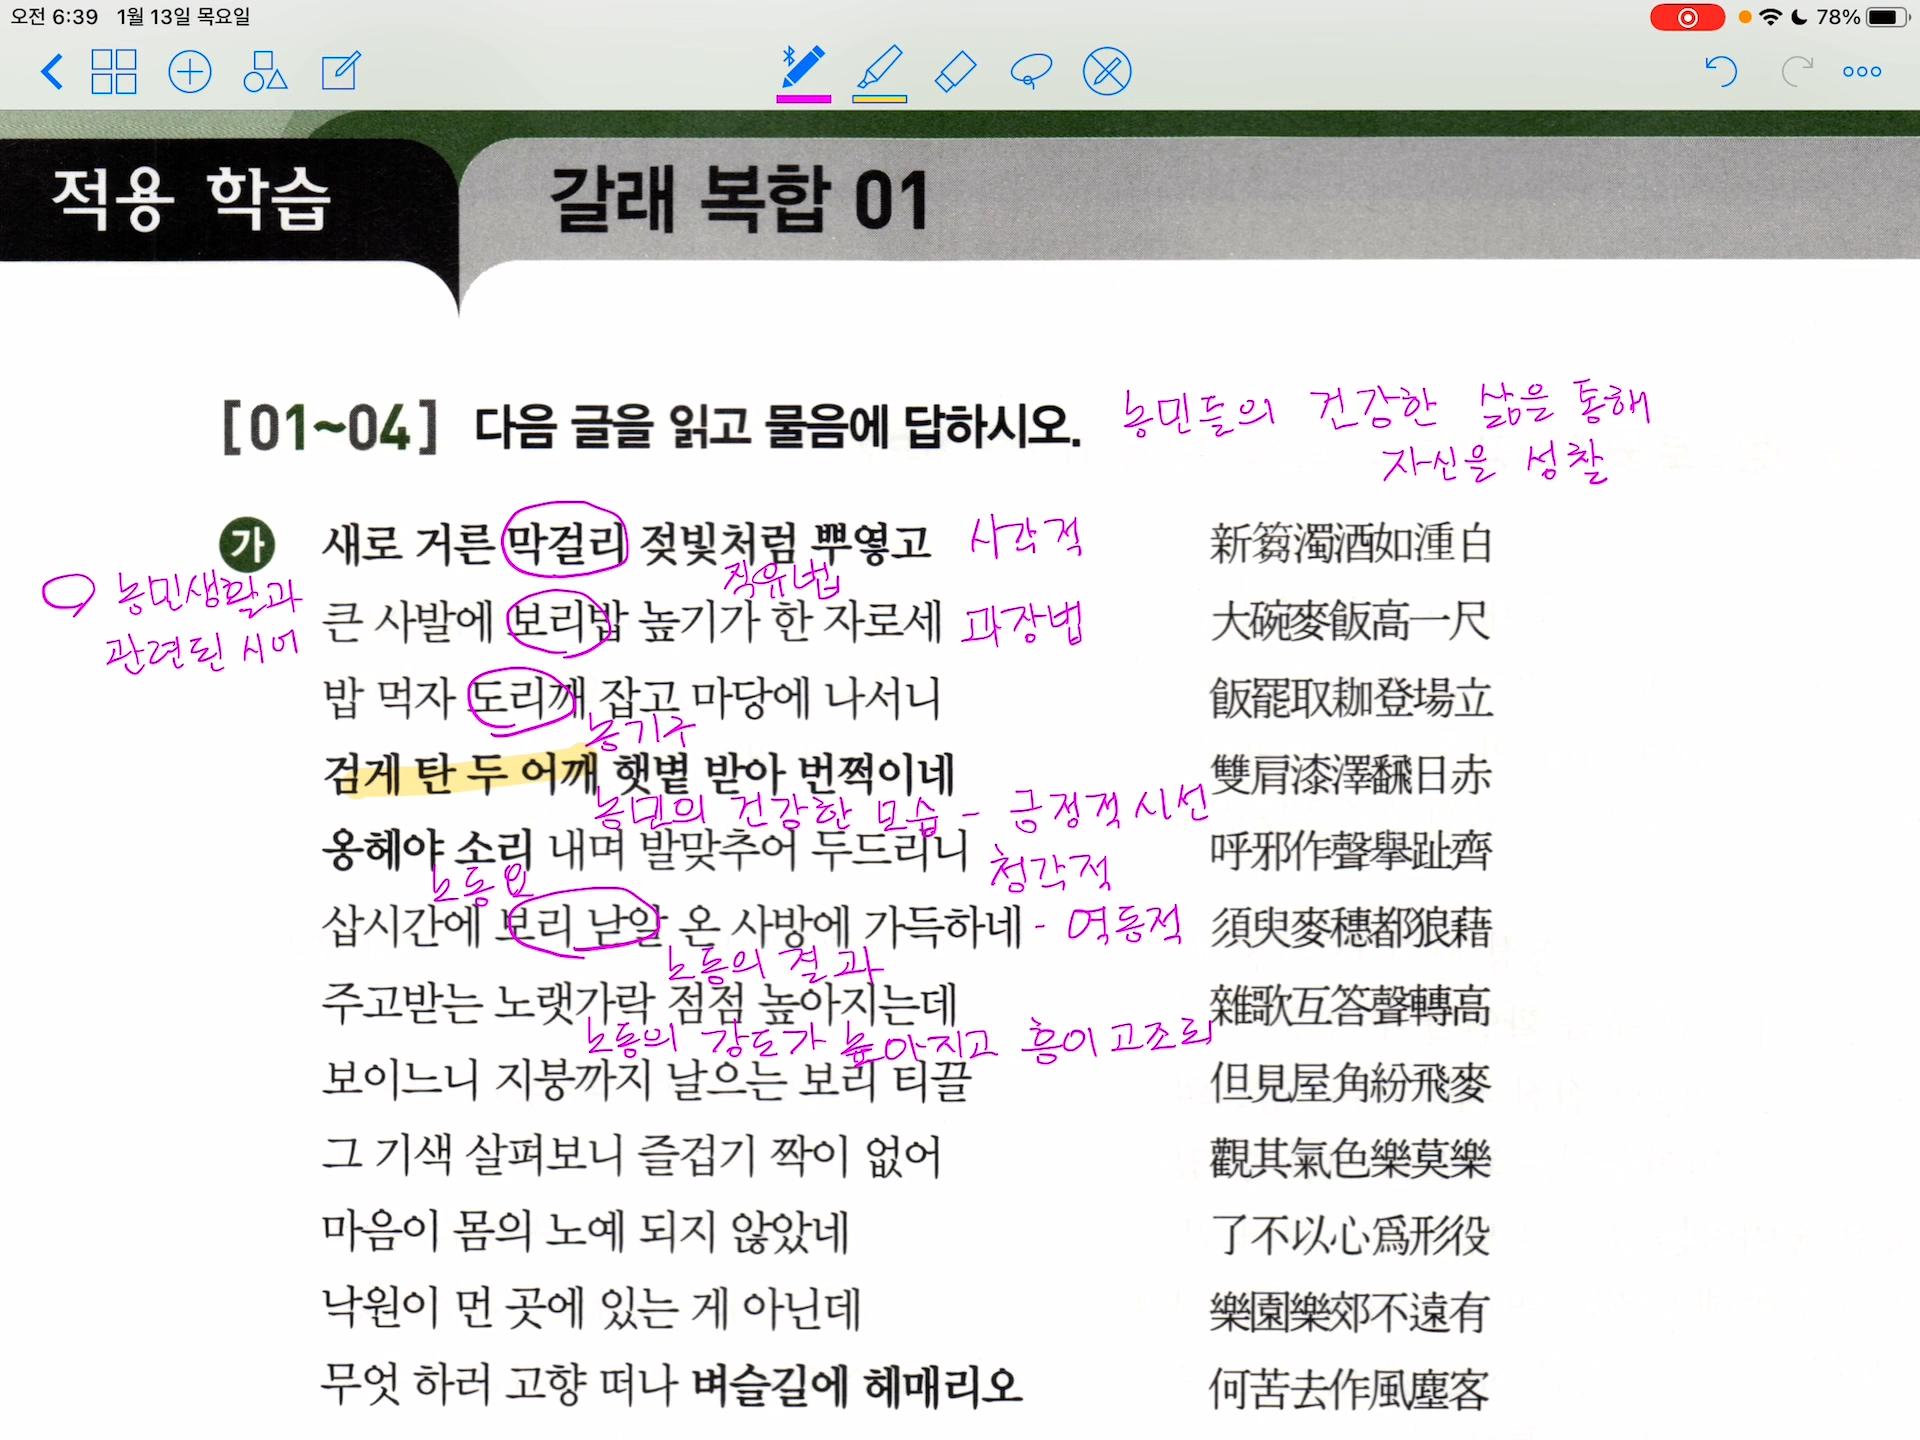 오전 6:39 1월 13일 목요일 78%
적용 학습 갈래 복합 01
[01~04] 다음 글을 읽고 물음에 답하시오. 농민들의 건강한 삶을 통해
자신을 성찰
가 새로 거른 막걸리 젖빛처럼 뿌옇고 시각적 新篘濁酒如湩白
직유법
농민생활과
큰 사발에 보리밥 높기가 한 자로세 과장법 大碗麥飯高一尺
관련된 시어
밥 먹자 도리깨 잡고 마당에 나서니 飯罷取耞登場立
농기구
검게 탄 두 어깨 햇볕 받아 번쩍이네 雙肩漆澤翻日赤
농민의 건강한 모습 - 긍정적 시선
옹헤야 소리 내며 발맞추어 두드리니 청각적 呼邪作聲擧趾齊
노동요
삽시간에 보리 낟알 온 사방에 가득하네 - 역동적 須臾麥穗都狼藉
노동의 결과
주고받는 노랫가락 점점 높아지는데 雜歌互答聲轉高
노동의 강도가 높아지고 흥이 고조되
보이느니 지붕까지 날으는 보리 티끌 但見屋角紛飛麥
그 기색 살펴보니 즐겁기 짝이 없어 觀其氣色樂莫樂
마음이 몸의 노예 되지 않았네 了不以心爲形役
낙원이 먼 곳에 있는 게 아닌데 樂園樂郊不遠有
무엇 하러 고향 떠나 벼슬길에 헤매리오 何苦去作風塵客